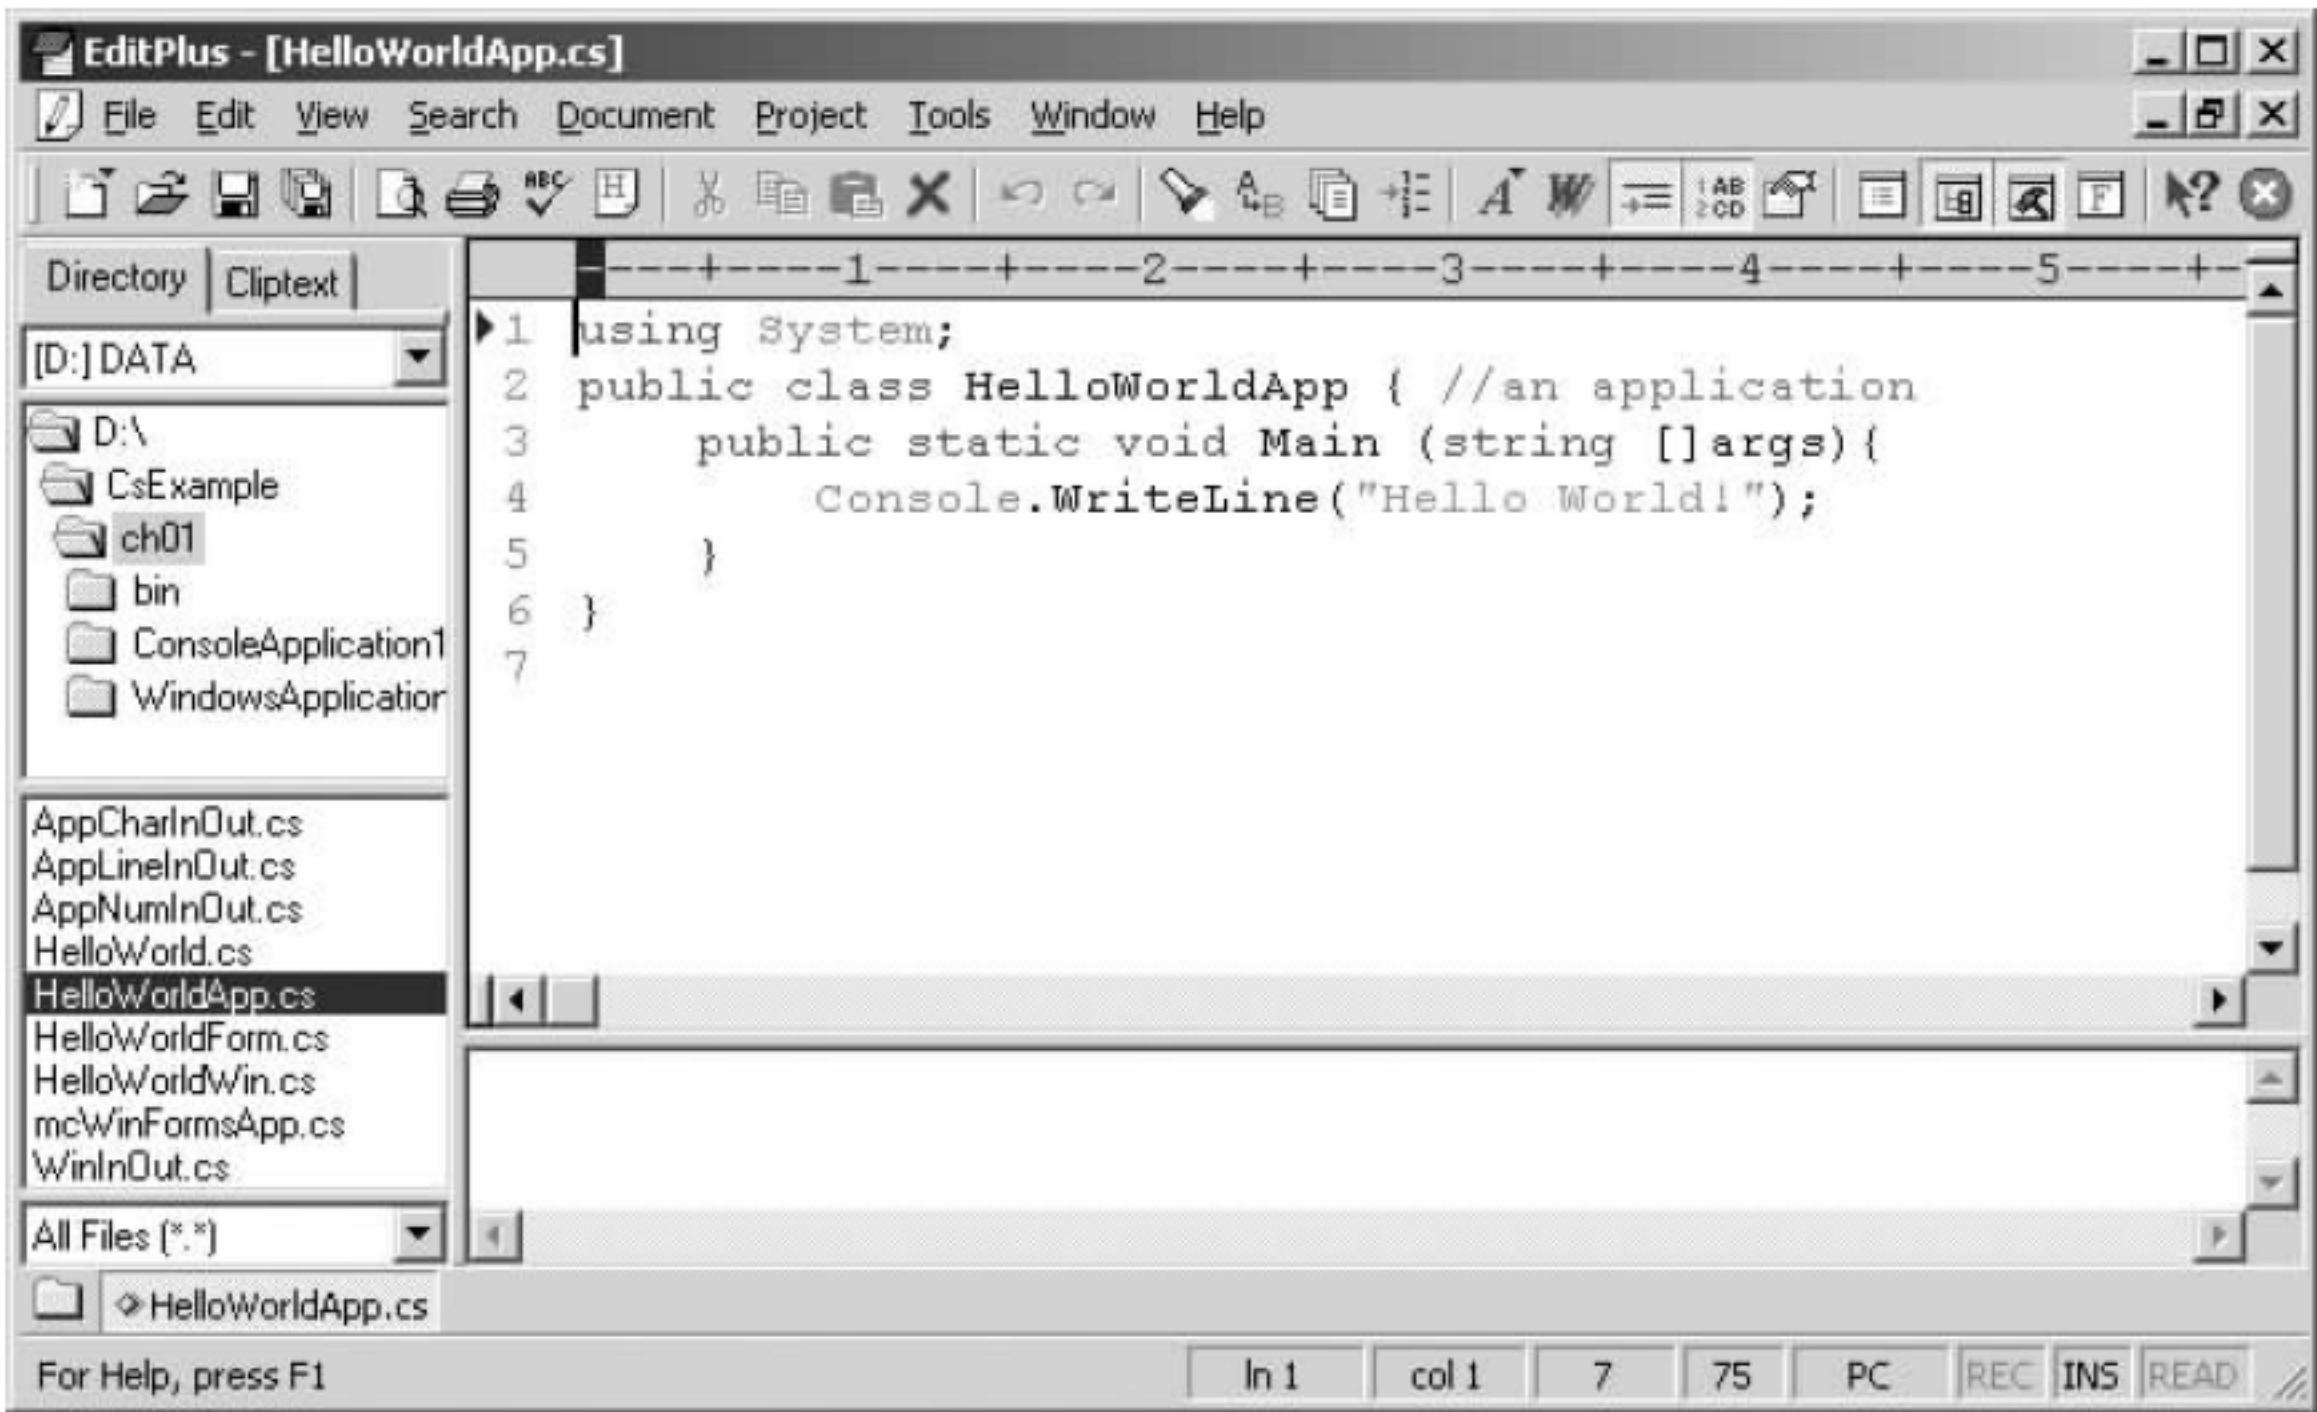 EditPlus - [HelloWorldApp.cs]
File Edit View Search Document Project Tools Window Help
Directory Cliptext
[D:] DATA
D:\
CsExample
ch01
bin
ConsoleApplication1
WindowsApplication
AppCharInOut.cs
AppLineInOut.cs
AppNumInOut.cs
HelloWorld.cs
HelloWorldApp.cs
HelloWorldForm.cs
HelloWorldWin.cs
mcWinFormsApp.cs
WinInOut.cs
All Files (*.*)
----+----1----+----2----+----3----+----4----+----5----+-
1 using System;
2 public class HelloWorldApp { //an application
3 public static void Main (string []args){
4 Console.WriteLine("Hello World!");
5 }
6 }
7
HelloWorldApp.cs
For Help, press F1 ln 1 col 1 7 75 PC REC INS READ